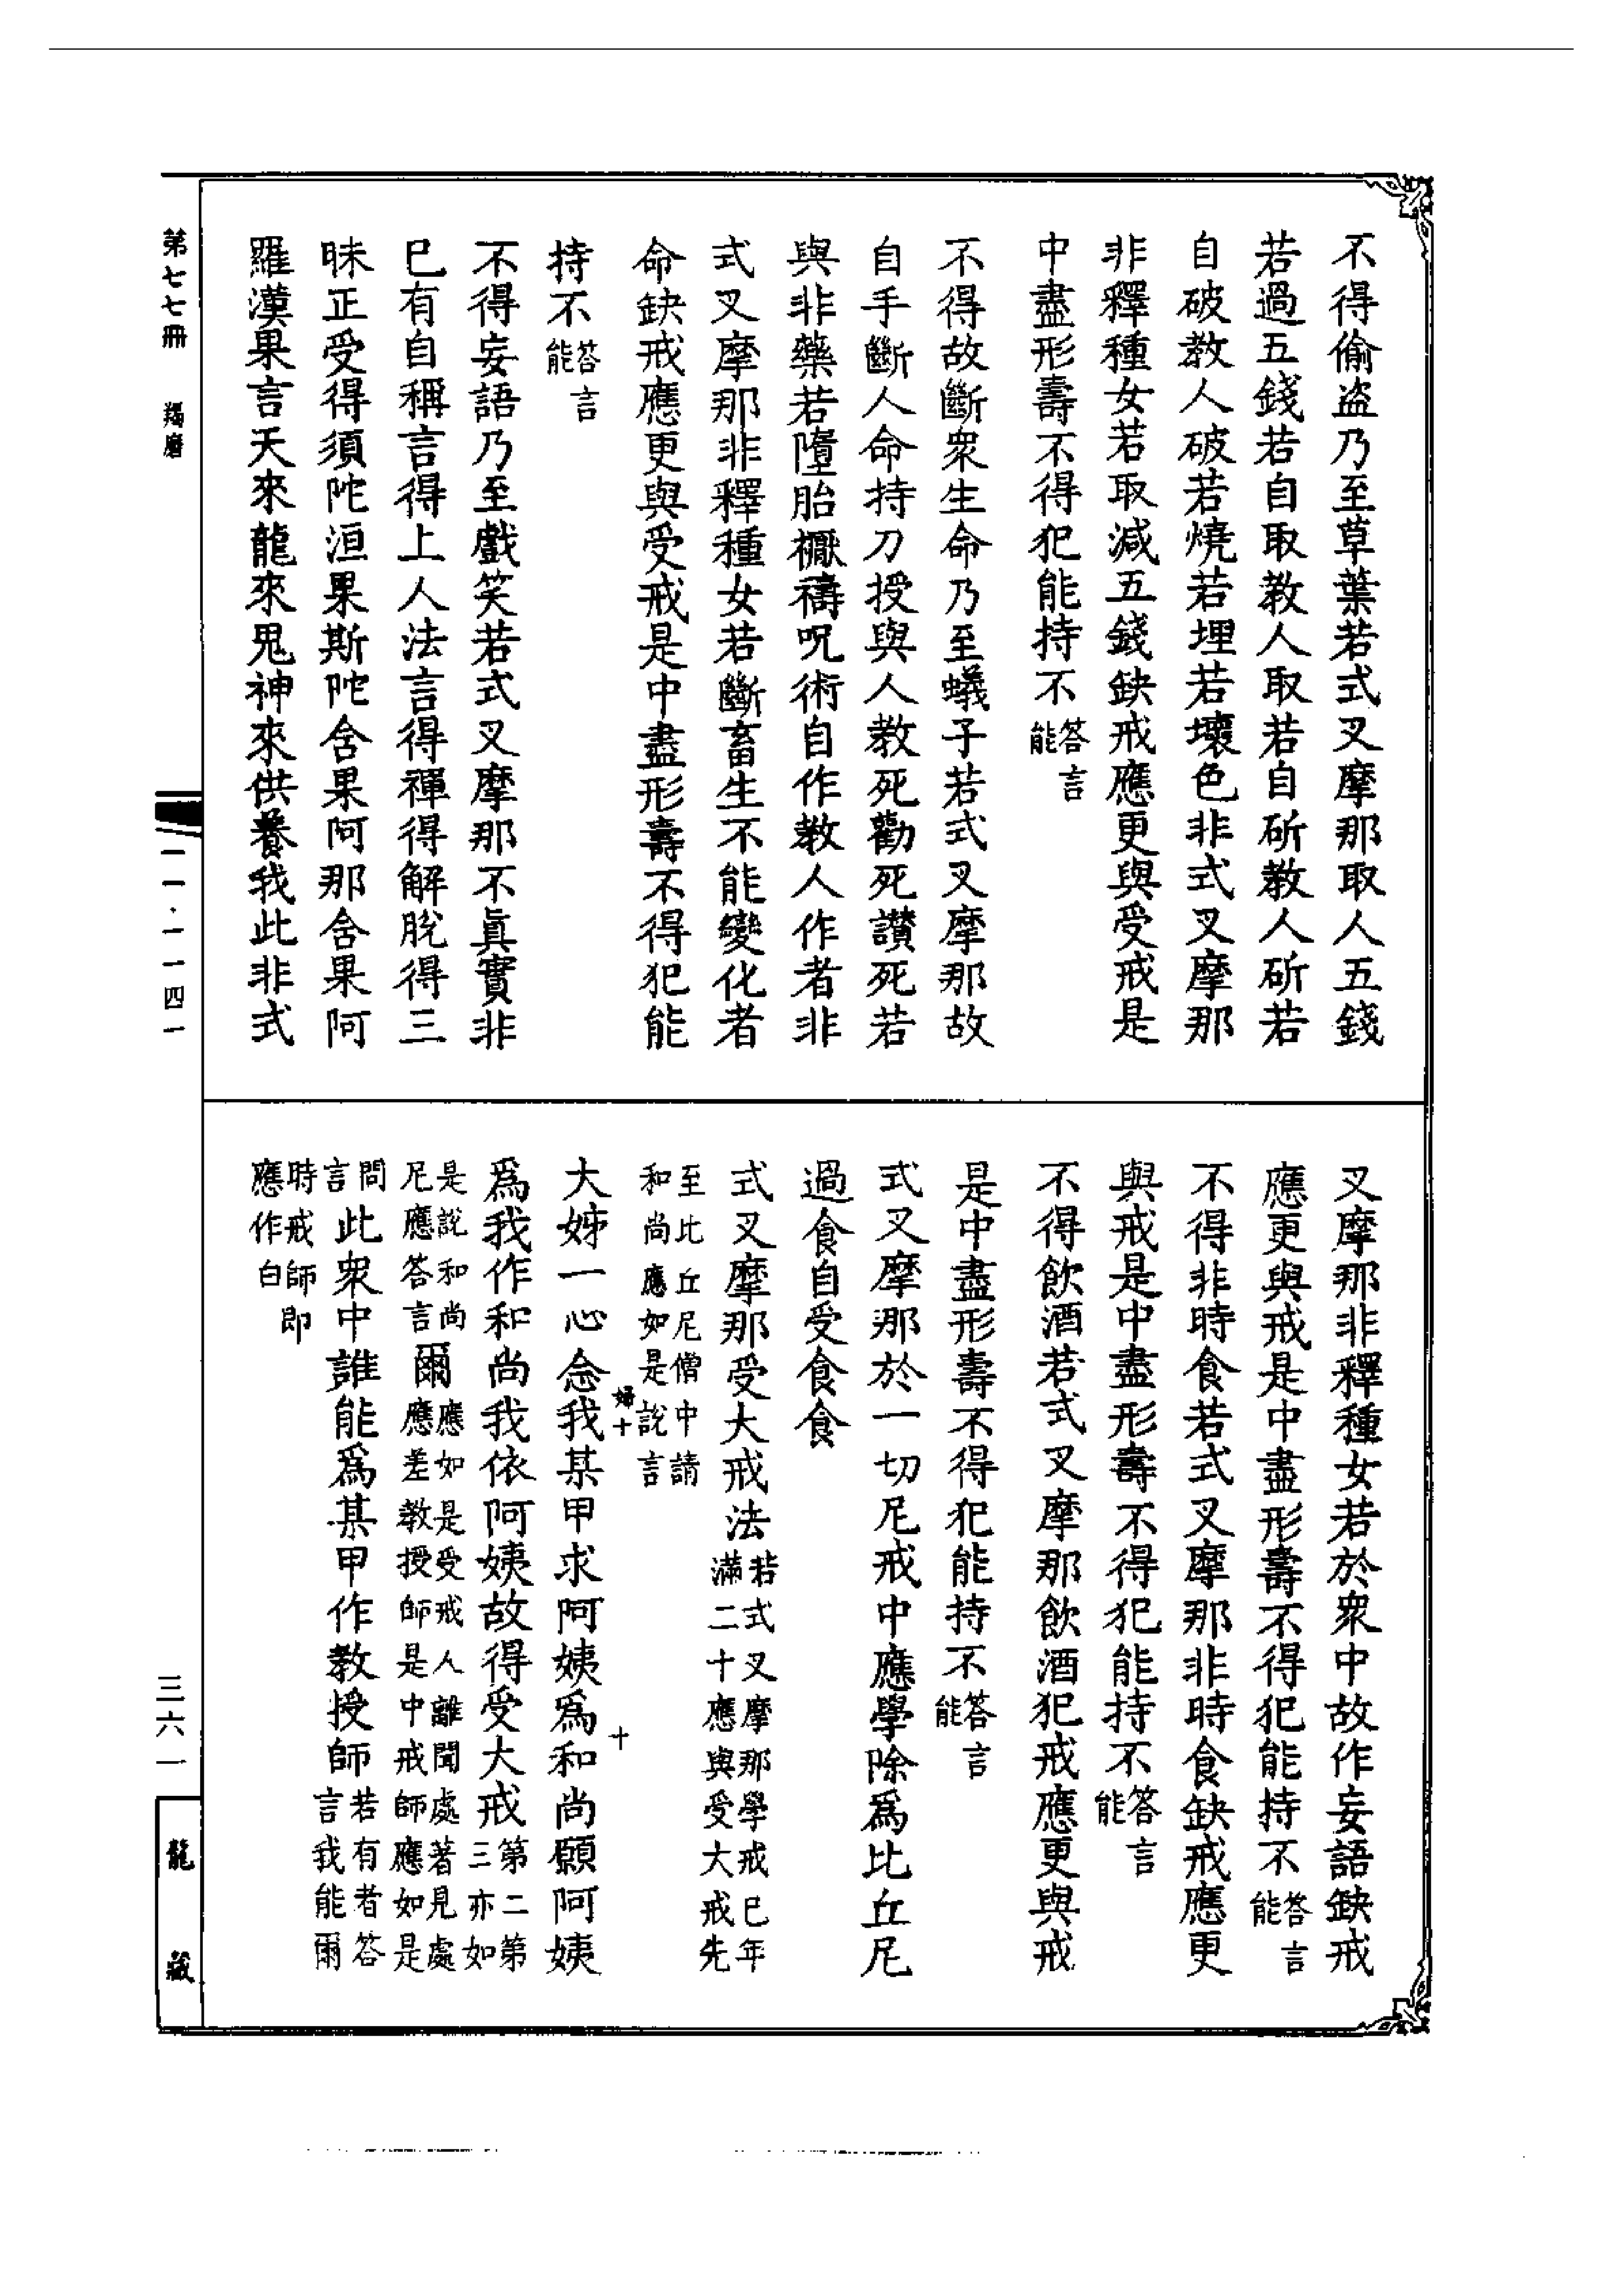 不得偷盗乃至草葉若式叉摩那取人五錢
若過五錢若自取教人取若自斫教人斫若
自破教人破若燒若埋若壞色非式叉摩那
非釋種女若取減五錢缺戒應更與受戒是
中盡形壽不得犯能持不答言能
不得故斷衆生命乃至蟻子若式叉摩那故
自手斷人命持刀授與人教死勸死讃死若
與非藥若墮胎禰禱呪術自作教人作者非
式叉摩那非釋種女若斷畜生不能變化者
命缺戒應更與受戒是中盡形壽不得犯能
持不答言能
不得妄語乃至戲笑若式叉摩那不眞實非
巳有自稱言得上人法言得禪得解脫得三
昧正受得須陀洹果斯陀含果阿那含果阿
羅漢果言天來龍來鬼神來供養我此非式
叉摩那非釋種女若於衆中故作妄語缺戒
應更與戒是中盡形壽不得犯能持不答言能
不得非時食若式叉摩那非時食缺戒應更
與戒是中盡形壽不得犯能持不答言能
不得飲酒若式叉摩那飲酒犯戒應更與戒
是中盡形壽不得犯能持不答言能
式叉摩那於一切尼戒中應學除爲比丘尼
過食自受食食
式叉摩那受大戒法若式叉摩那學戒巳年滿二十應與受大戒先
至比丘尼僧中請和尚應如是說言
大姊一心念我某甲求阿姨爲和尚願阿姨
爲我作和尚我依阿姨故得受大戒第二第三亦如
是說和尚尼應答言爾應如是受戒人離聞處著見處應差教授師是中戒師應如是
問言此衆中誰能爲某甲作教授師若有者答言我能爾
時戒師即應作白
婦十
十
第七七冊 羯磨
一一·一一四一
三六一
龍藏